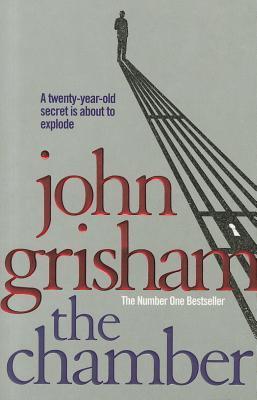 A twenty-year-old
secret is about to
explode
john
grisham
The Number One Bestseller
the
chamber